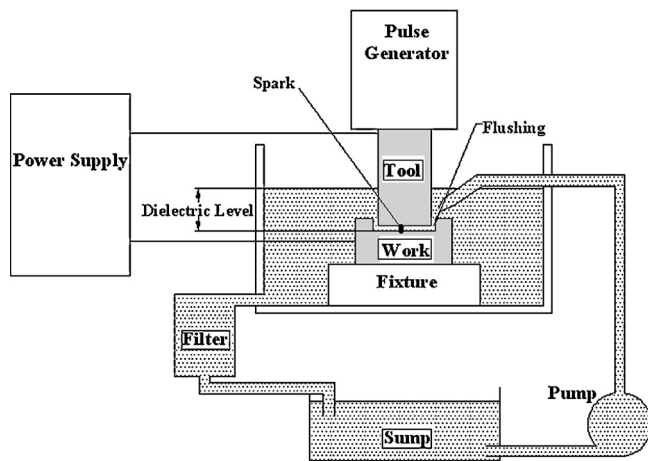 Pulse
Generator
Spark
Flushing
Power Supply
Tool
Dielectric Level
Work
Fixture
Filter
Pump
Sump